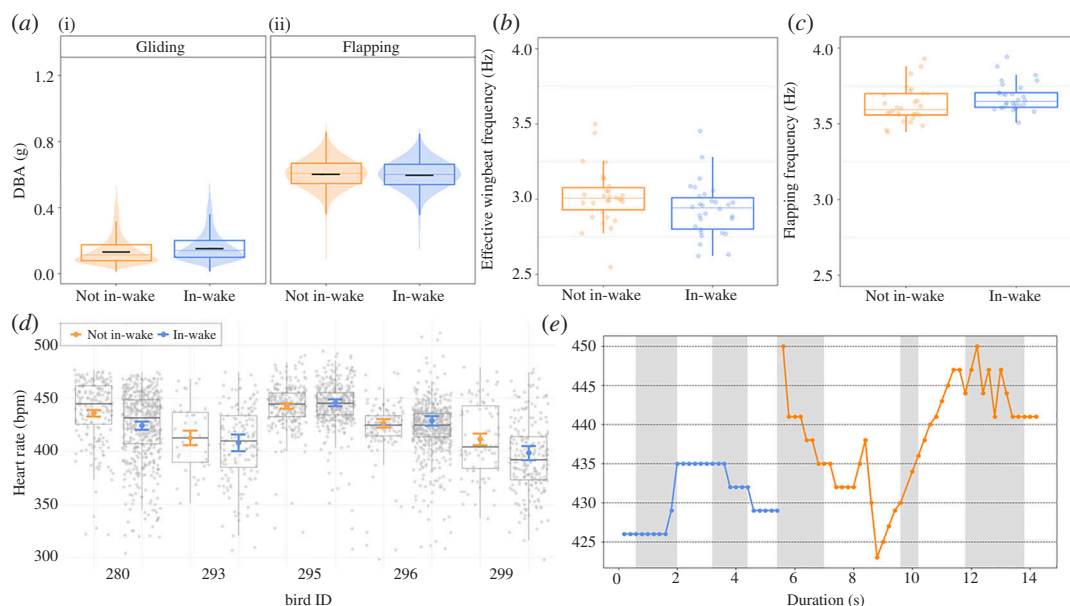 (a) (i) (ii)
Gliding Flapping
DBA (g)
1.2
0.8
0.4
0.0
Not in-wake In-wake Not in-wake In-wake
(b)
Effective wingbeat frequency (Hz)
4.0
3.5
3.0
2.5
Not in-wake In-wake
(c)
Flapping frequency (Hz)
4.0
3.5
3.0
2.5
Not in-wake In-wake
(d)
Not in-wake In-wake
Heart rate (bpm)
500
450
400
350
300
280 293 295 296 299
bird ID
(e)
450
445
440
435
430
425
0 2 4 6 8 10 12 14
Duration (s)